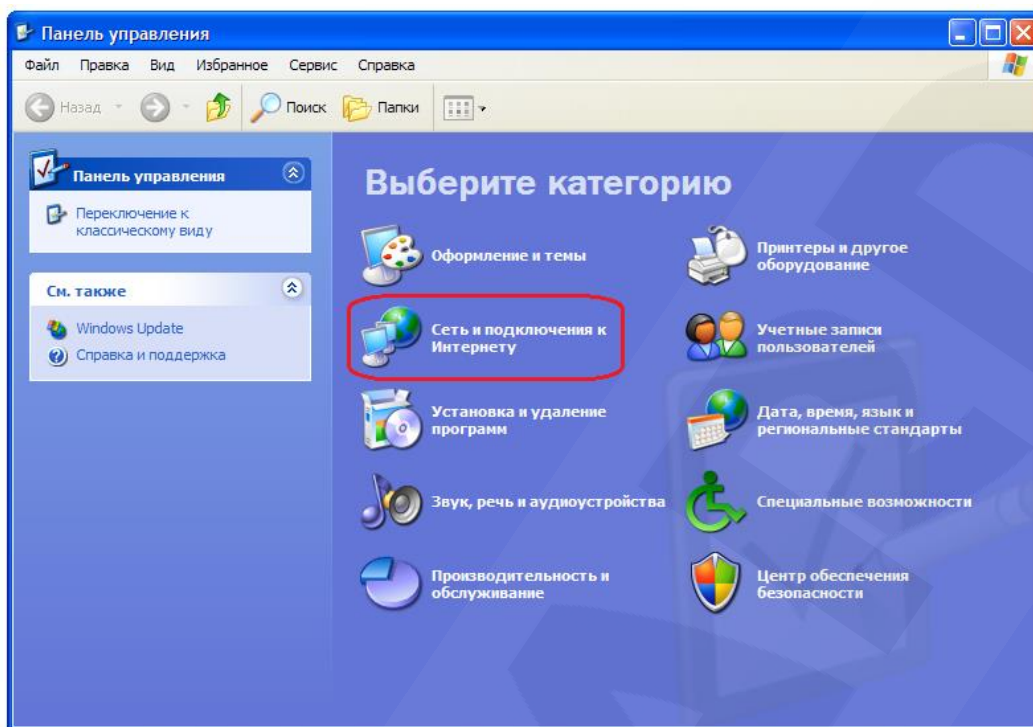 Панель управления
Файл Правка Вид Избранное Сервис Справка
Назад Поиск Папки
Панель управления
Переключение к
классическому виду
См. также
Windows Update
Справка и поддержка
Выберите категорию
Оформление и темы
Принтеры и другое
оборудование
Сеть и подключения к
Интернету
Учетные записи
пользователей
Установка и удаление
программ
Дата, время, язык и
региональные стандарты
Звук, речь и аудиоустройства
Специальные возможности
Производительность и
обслуживание
Центр обеспечения
безопасности